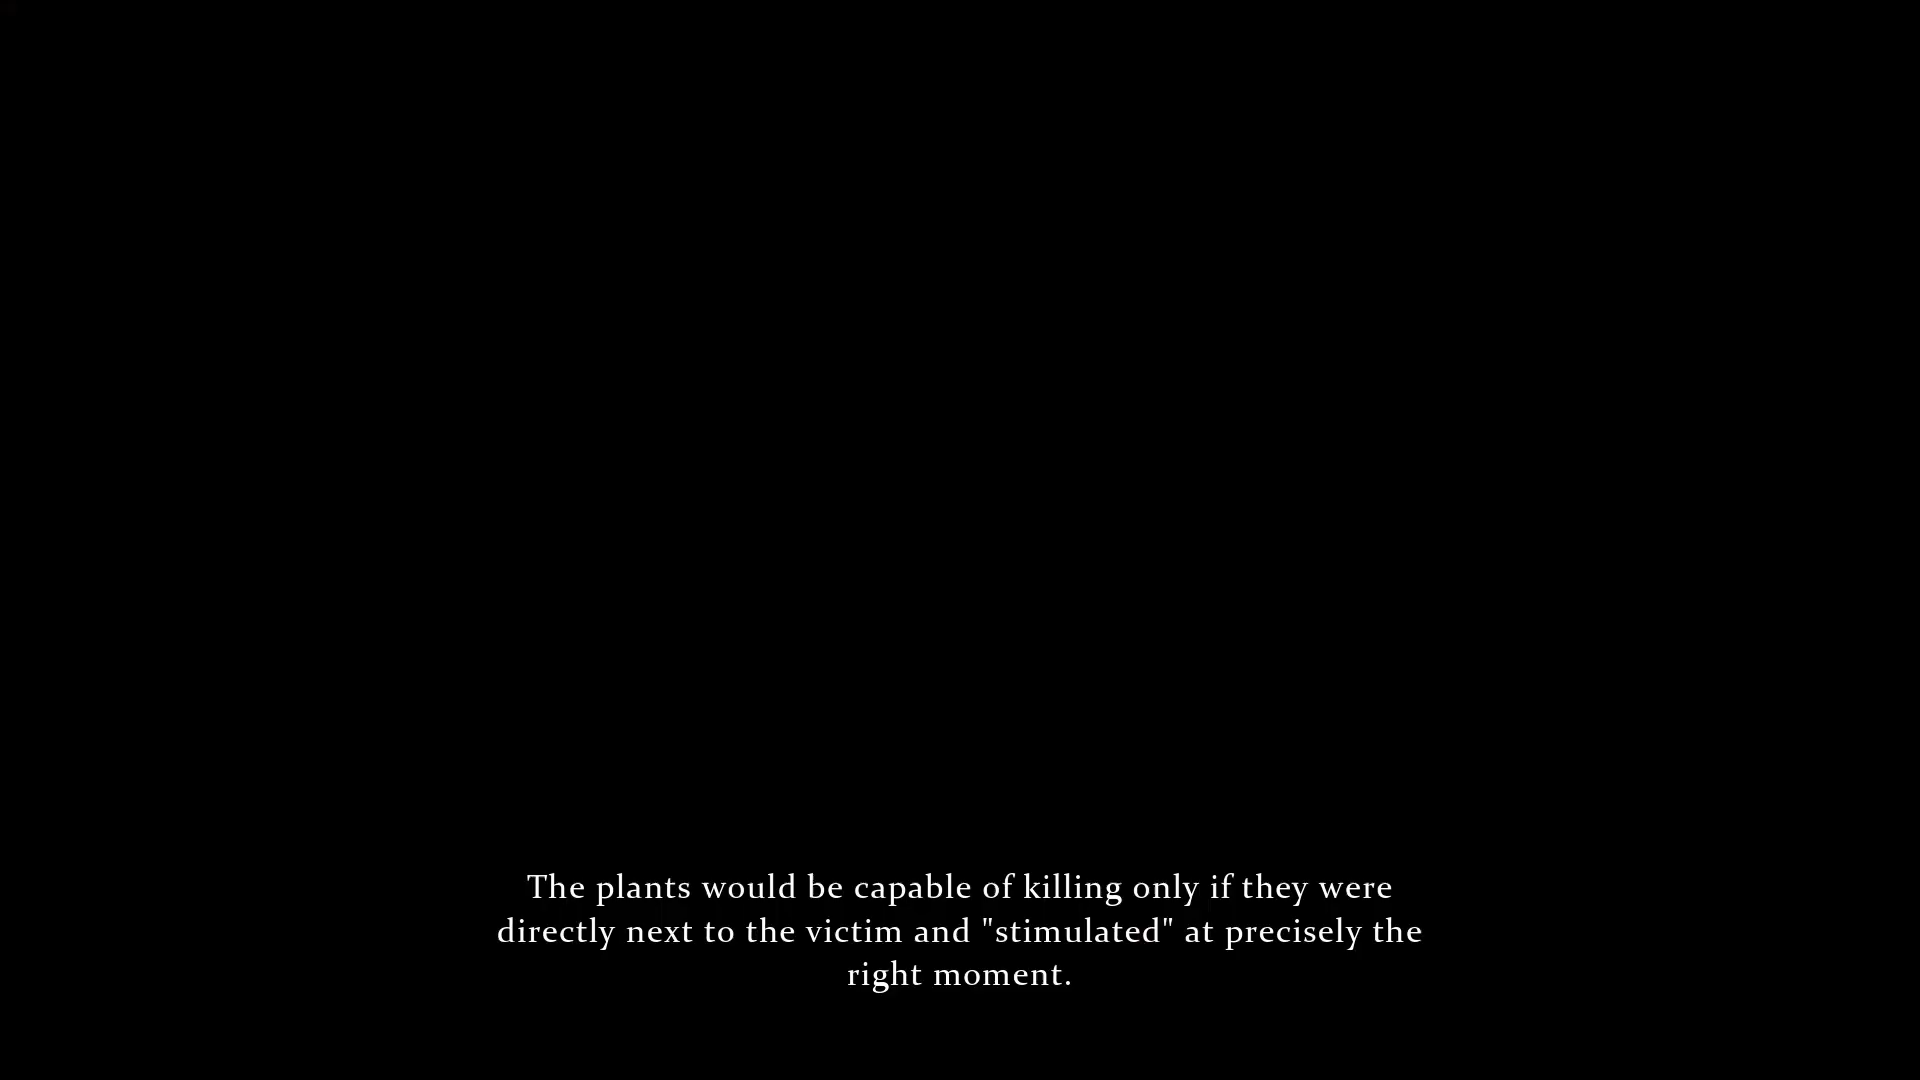 The plants would be capable of killing only if they were
directly next to the victim and "stimulated" at precisely the
right moment.